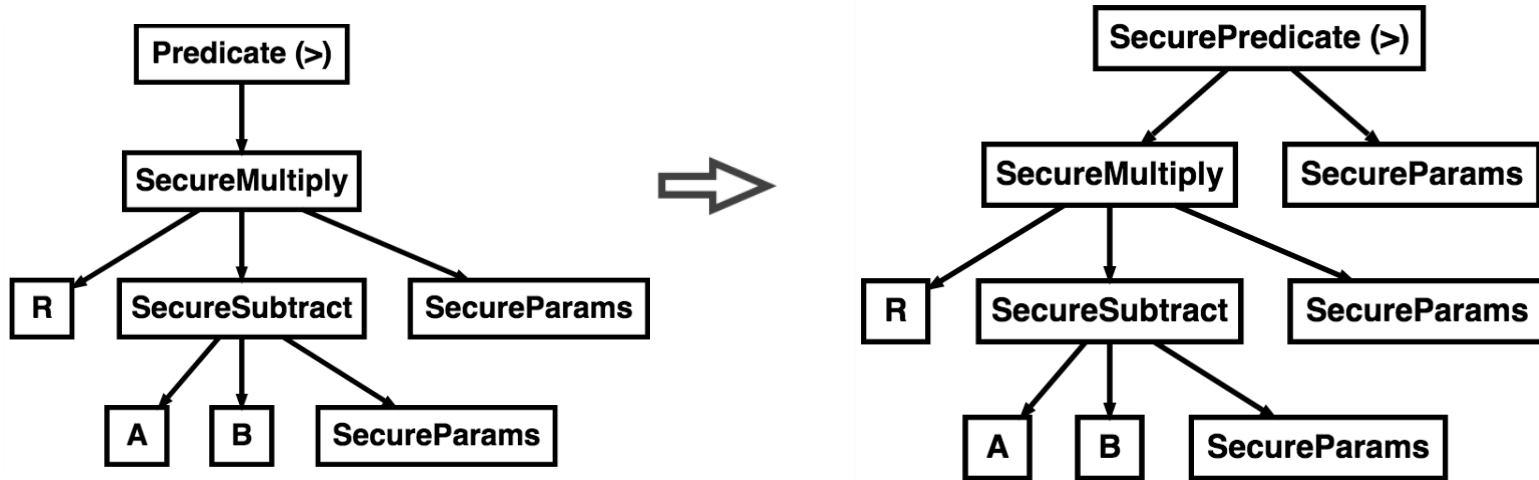 Predicate (>)
SecureMultiply
R
SecureSubtract
SecureParams
A
B
SecureParams
SecurePredicate (>)
SecureMultiply
SecureParams
R
SecureSubtract
SecureParams
A
B
SecureParams